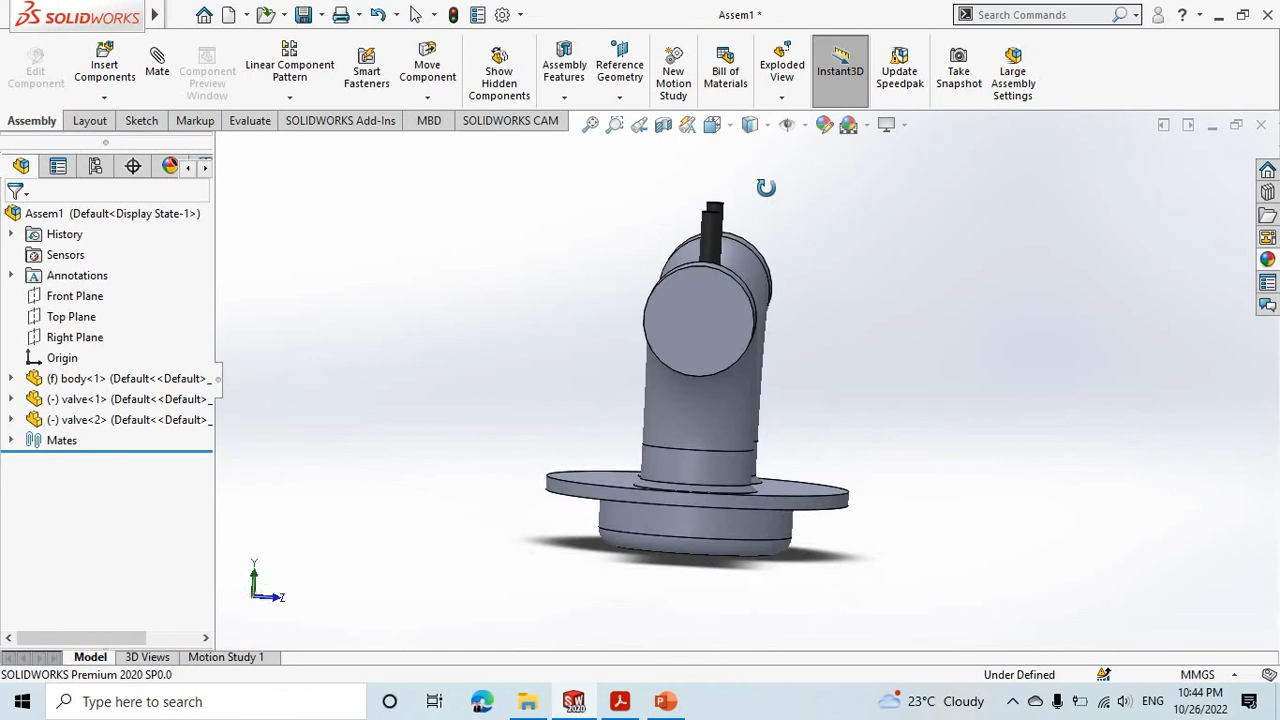 SOLIDWORKS
Assem1 *
Search Commands
Edit Component
Insert Components
Mate
Component Preview Window
Linear Component Pattern
Smart Fasteners
Move Component
Show Hidden Components
Assembly Features
Reference Geometry
New Motion Study
Bill of Materials
Exploded View
Instant3D
Update Speedpak
Take Snapshot
Large Assembly Settings
Assembly
Layout
Sketch
Markup
Evaluate
SOLIDWORKS Add-Ins
MBD
SOLIDWORKS CAM
Assem1 (Default<Display State-1>)
History
Sensors
Annotations
Front Plane
Top Plane
Right Plane
Origin
(f) body<1> (Default<<Default>_
(-) valve<1> (Default<<Default>_
(-) valve<2> (Default<<Default>_
Mates
Y
Z
Model
3D Views
Motion Study 1
SOLIDWORKS Premium 2020 SP0.0
Under Defined
MMGS
Type here to search
23°C Cloudy
ENG
10:44 PM
10/26/2022